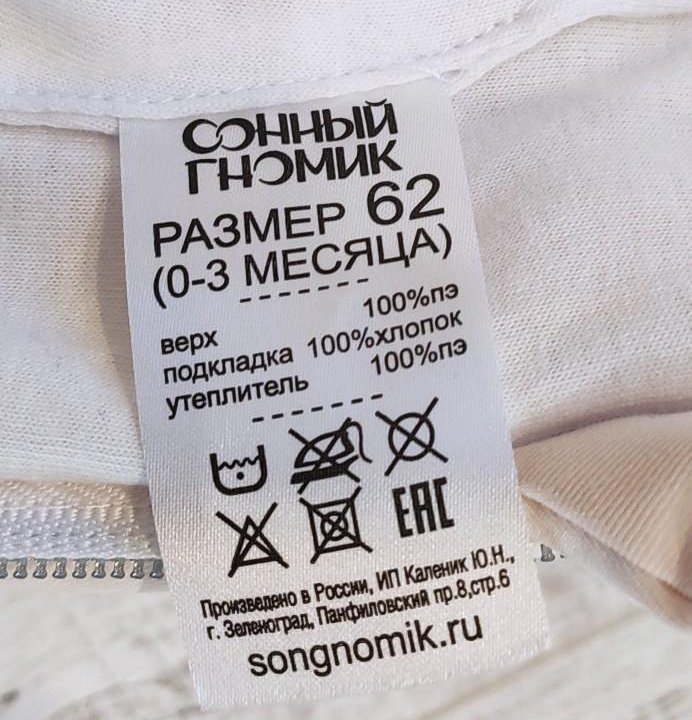 СОННЫЙ
ГНОМИК
РАЗМЕР 62
(0-3 МЕСЯЦА)
верх 100%пэ
подкладка 100%хлопок
утеплитель 100%пэ
EAC
Произведено в России, ИП Каленик Ю.Н.,
г. Зеленоград, Панфиловский пр.8,стр.6
songnomik.ru